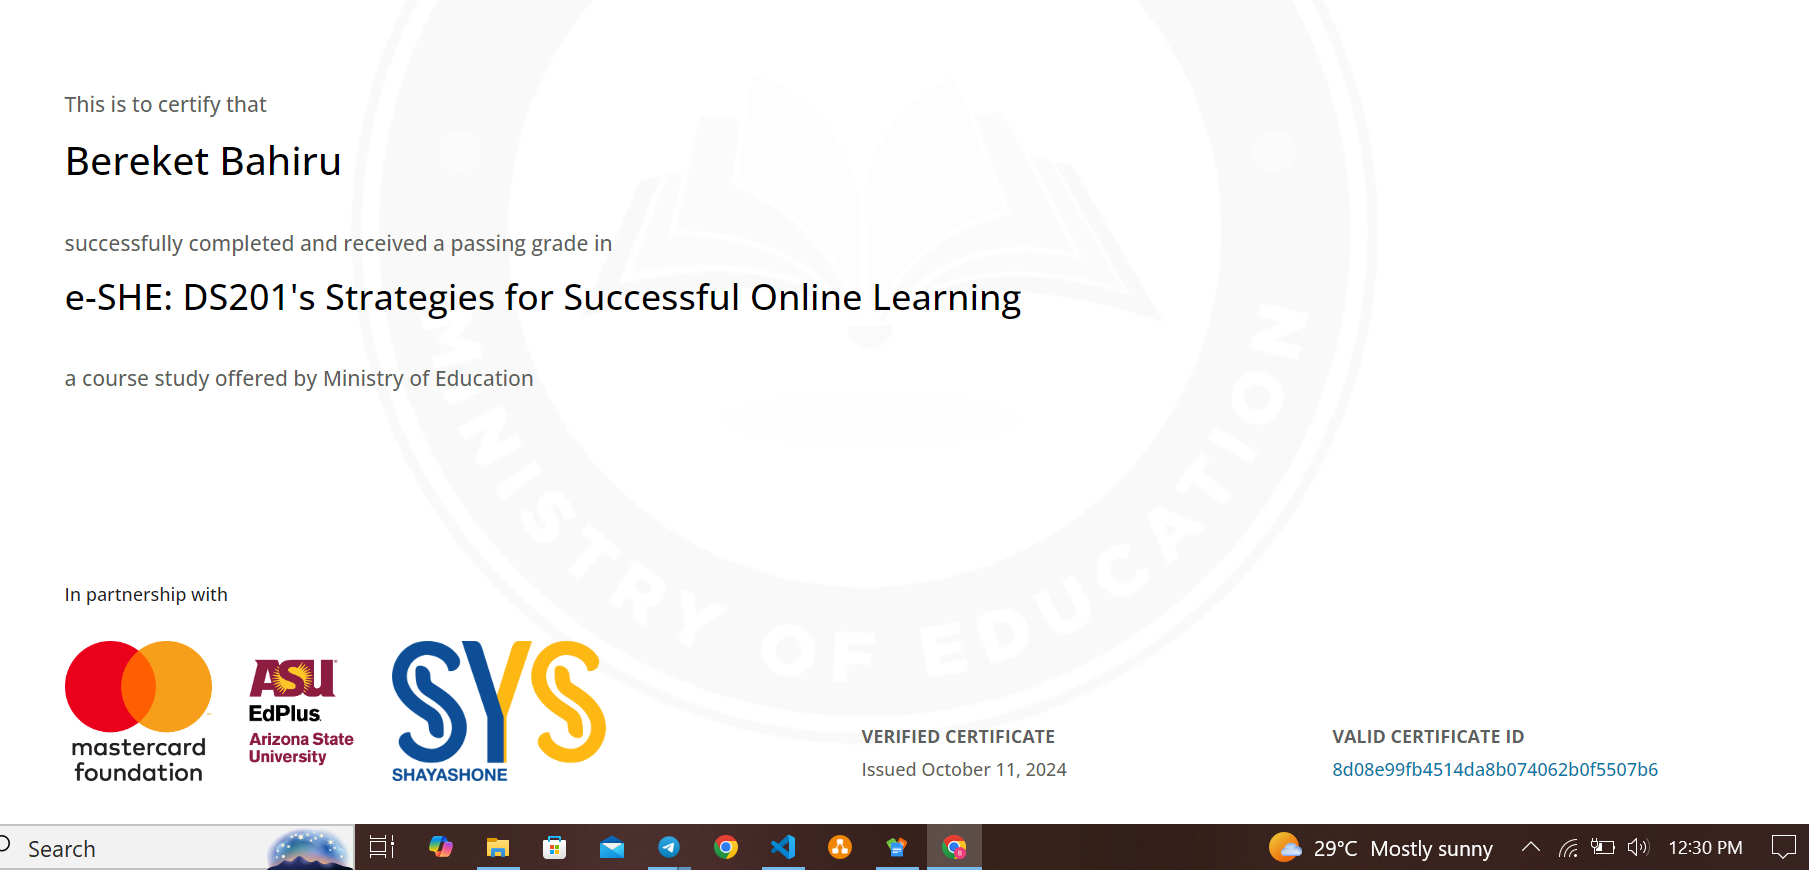 This is to certify that
Bereket Bahiru
successfully completed and received a passing grade in
e-SHE: DS201's Strategies for Successful Online Learning
a course study offered by Ministry of Education
MINISTRY OF EDUCATION
In partnership with
mastercard
foundation
ASU
EdPlus
Arizona State
University
SYS
SHAYASHONE
VERIFIED CERTIFICATE
Issued October 11, 2024
VALID CERTIFICATE ID
8d08e99fb4514da8b074062b0f5507b6
Search
29°C Mostly sunny
12:30 PM